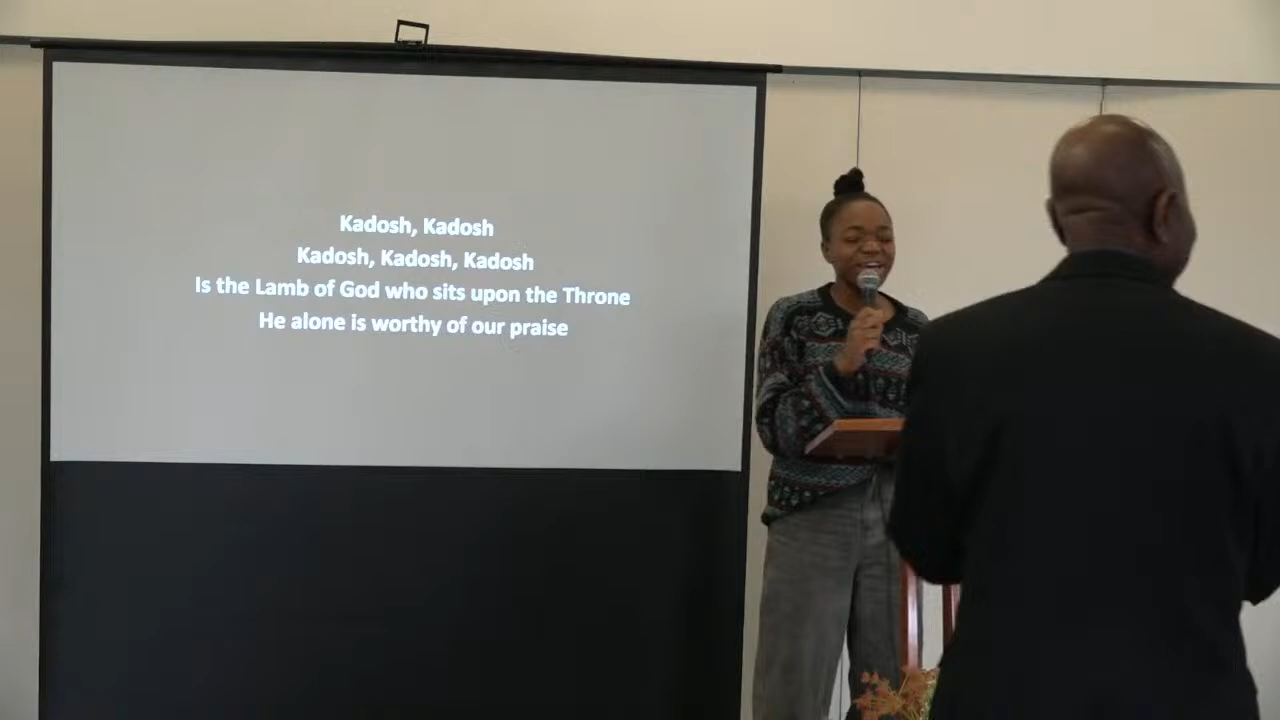 Kadosh, Kadosh
Kadosh, Kadosh, Kadosh
Is the Lamb of God who sits upon the Throne
He alone is worthy of our praise